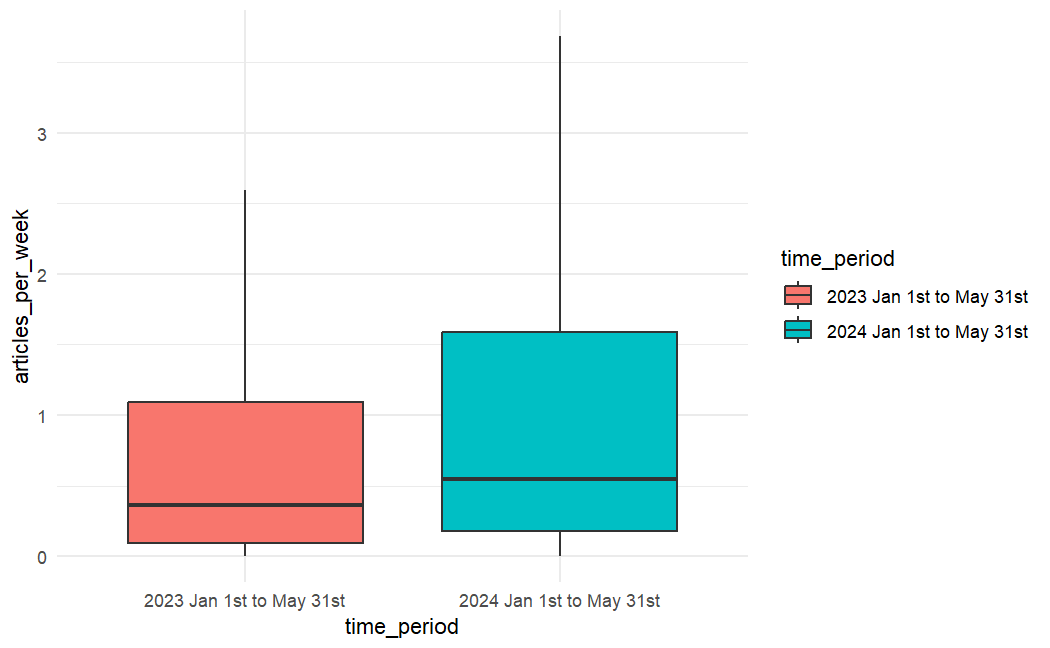 articles_per_week
3
2
1
0
2023 Jan 1st to May 31st
2024 Jan 1st to May 31st
time_period
time_period
2023 Jan 1st to May 31st
2024 Jan 1st to May 31st